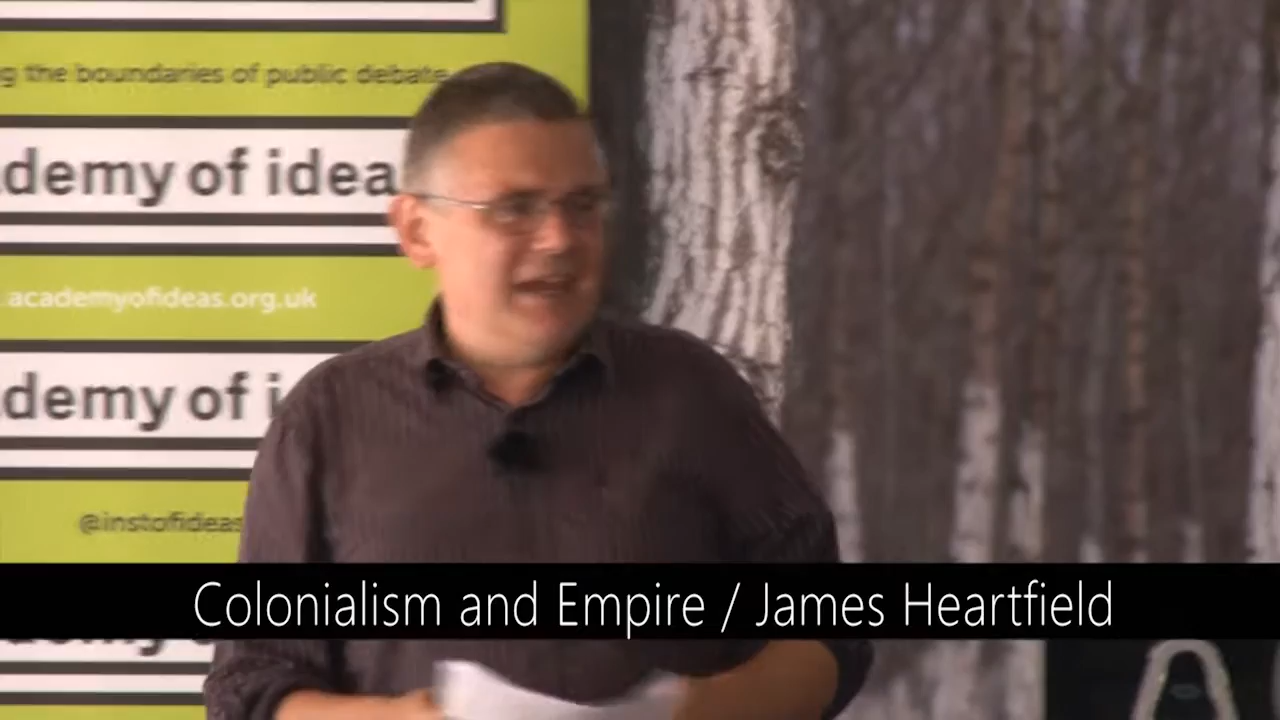 g the boundaries of public debate
demy of idea
academyofideas.org.uk
demy of i
@instofideas
Colonialism and Empire / James Heartfield